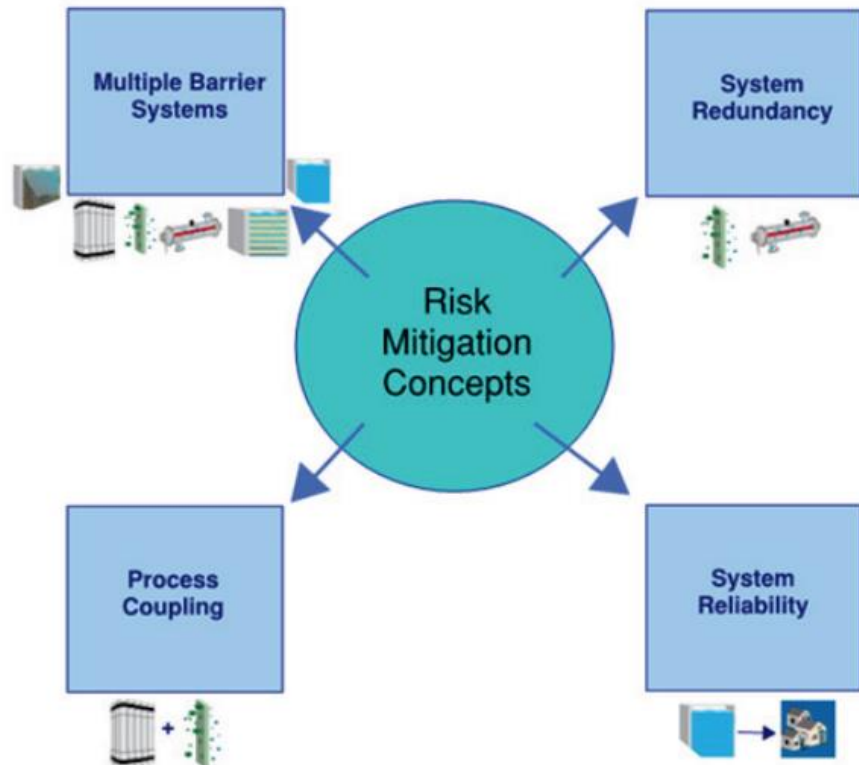 Multiple Barrier
Systems
System
Redundancy
Risk
Mitigation
Concepts
Process
Coupling
System
Reliability
+